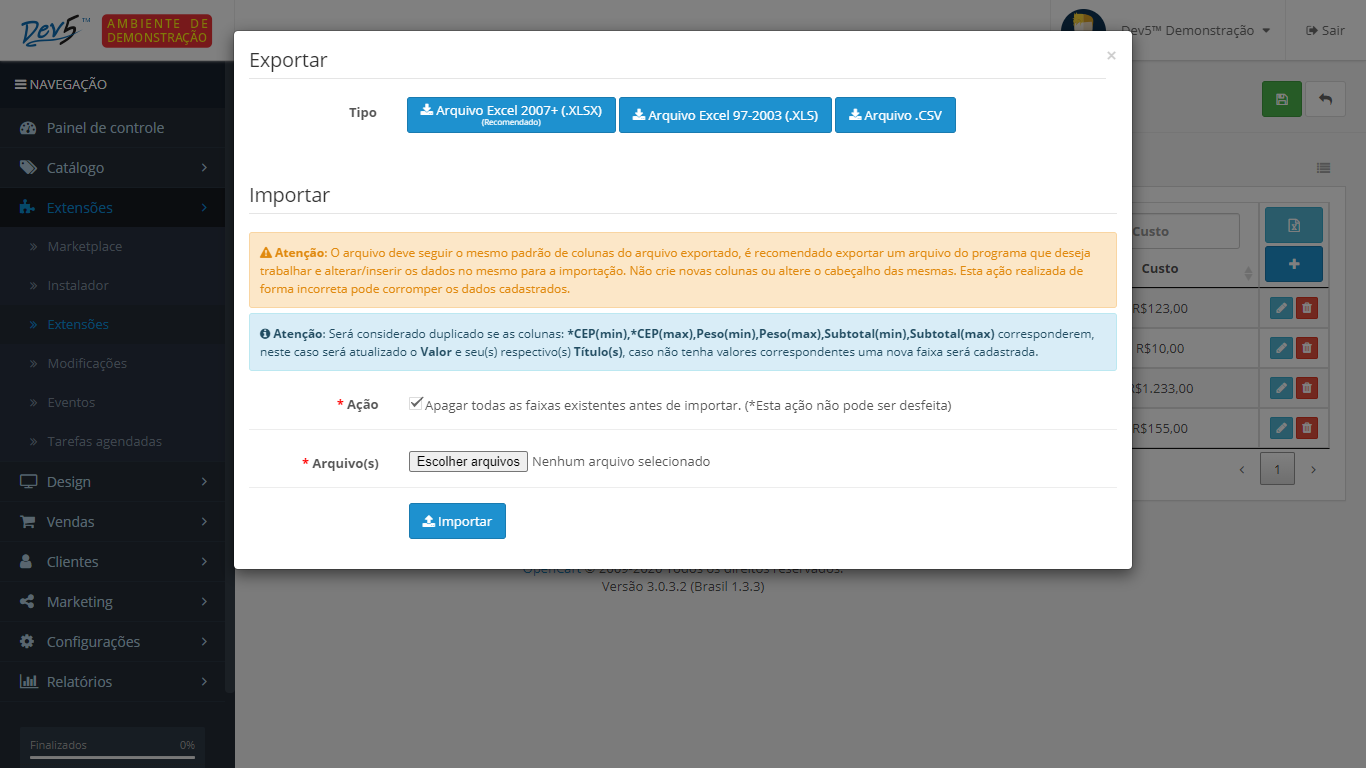 Dev5™ AMBIENTE DE
DEMONSTRAÇÃO
Dev5™ Demonstração
Sair
NAVEGAÇÃO
Painel de controle
Catálogo
Extensões
» Marketplace
» Instalador
» Extensões
» Modificações
» Eventos
» Tarefas agendadas
Design
Vendas
Clientes
Marketing
Configurações
Relatórios
Finalizados 0%
Exportar ×
Tipo
Arquivo Excel 2007+ (.XLSX)
(Recomendado)
Arquivo Excel 97-2003 (.XLS)
Arquivo .CSV
Importar
Atenção: O arquivo deve seguir o mesmo padrão de colunas do arquivo exportado, é recomendado exportar um arquivo do programa que deseja
trabalhar e alterar/inserir os dados no mesmo para a importação. Não crie novas colunas ou altere o cabeçalho das mesmas. Esta ação realizada de
forma incorreta pode corromper os dados cadastrados.
Atenção: Será considerado duplicado se as colunas: *CEP(min),*CEP(max),Peso(min),Peso(max),Subtotal(min),Subtotal(max) corresponderem,
neste caso será atualizado o Valor e seu(s) respectivo(s) Título(s), caso não tenha valores correspondentes uma nova faixa será cadastrada.
* Ação
Apagar todas as faixas existentes antes de importar. (*Esta ação não pode ser desfeita)
* Arquivo(s)
Escolher arquivos Nenhum arquivo selecionado
Importar
Custo
Custo
R$123,00
R$10,00
R$1.233,00
R$155,00
‹ 1 ›
OpenCart © 2009-2020 Todos os direitos reservados.
Versão 3.0.3.2 (Brasil 1.3.3)